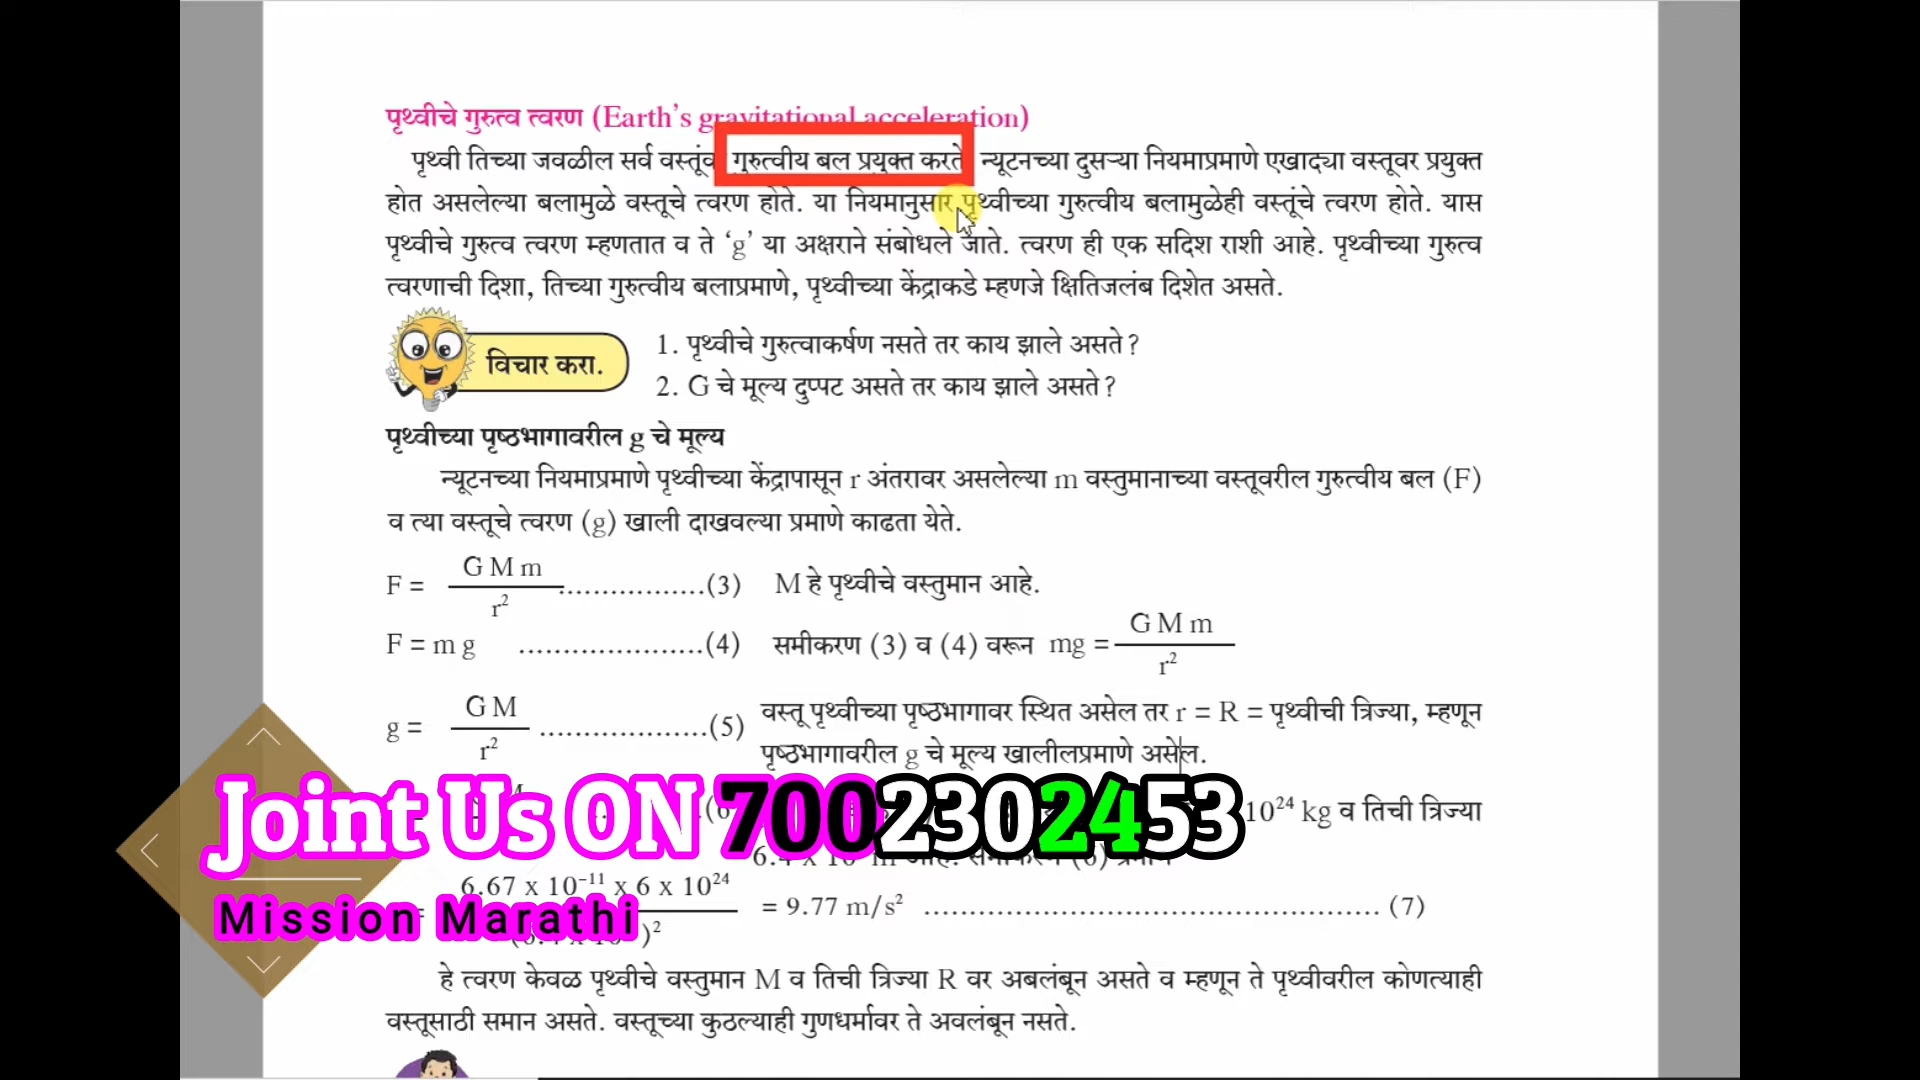 पृथ्वीचे गुरुत्व त्वरण (Earth's gravitational acceleration)
पृथ्वी तिच्या जवळील सर्व वस्तूंव गुरुत्वीय बल प्रयुक्त करते न्यूटनच्या दुसऱ्या नियमाप्रमाणे एखाद्या वस्तूवर प्रयुक्त
होत असलेल्या बलामुळे वस्तूचे त्वरण होते. या नियमानुसार पृथ्वीच्या गुरुत्वीय बलामुळेही वस्तूंचे त्वरण होते. यास
पृथ्वीचे गुरुत्व त्वरण म्हणतात व ते 'g' या अक्षराने संबोधले जाते. त्वरण ही एक सदिश राशी आहे. पृथ्वीच्या गुरुत्व
त्वरणाची दिशा, तिच्या गुरुत्वीय बलाप्रमाणे, पृथ्वीच्या केंद्राकडे म्हणजे क्षितिजलंब दिशेत असते.
विचार करा.
1. पृथ्वीचे गुरुत्वाकर्षण नसते तर काय झाले असते?
2. G चे मूल्य दुप्पट असते तर काय झाले असते?
पृथ्वीच्या पृष्ठभागावरील g चे मूल्य
न्यूटनच्या नियमाप्रमाणे पृथ्वीच्या केंद्रापासून r अंतरावर असलेल्या m वस्तुमानाच्या वस्तूवरील गुरुत्वीय बल (F)
व त्या वस्तूचे त्वरण (g) खाली दाखवल्या प्रमाणे काढता येते.
F = G M m / r² ................(3) M हे पृथ्वीचे वस्तुमान आहे.
F = m g .....................(4) समीकरण (3) व (4) वरून mg = G M m / r²
g = G M / r² ...................(5) वस्तू पृथ्वीच्या पृष्ठभागावर स्थित असेल तर r = R = पृथ्वीची त्रिज्या, म्हणून
पृष्ठभागावरील g चे मूल्य खालीलप्रमाणे असेल.
Joint Us ON 7002302453
10²⁴ kg व तिची त्रिज्या
6.67 x 10⁻¹¹ x 6 x 10²⁴ = 9.77 m/s² .................................................. (7)
Mission Marathi
हे त्वरण केवळ पृथ्वीचे वस्तुमान M व तिची त्रिज्या R वर अबलंबून असते व म्हणून ते पृथ्वीवरील कोणत्याही
वस्तूसाठी समान असते. वस्तूच्या कुठल्याही गुणधर्मावर ते अवलंबून नसते.